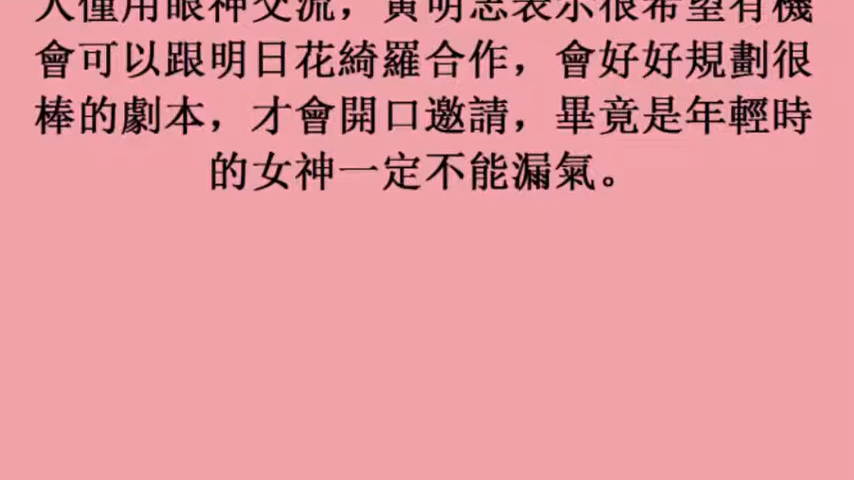 人僅用眼神交流，黃明志表示很希望有機
會可以跟明日花綺羅合作，會好好規劃很
棒的劇本，才會開口邀請，畢竟是年輕時
的女神一定不能漏氣。